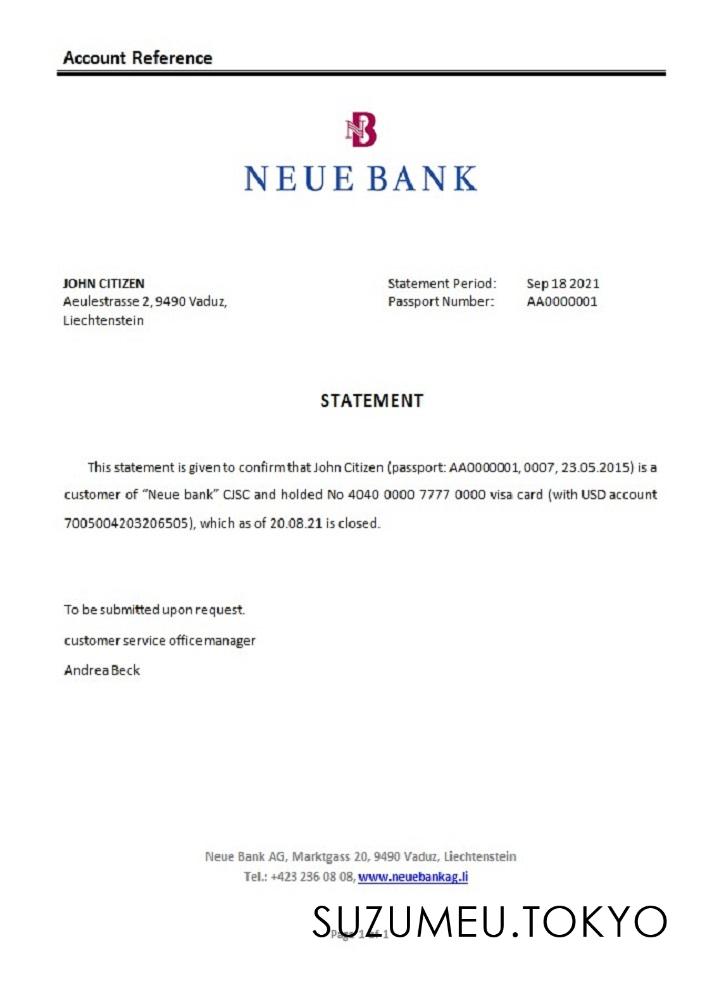 Account Reference
NB
NEUE BANK
JOHN CITIZEN
Aeulestrasse 2, 9490 Vaduz,
Liechtenstein
Statement Period: Sep 18 2021
Passport Number: AA0000001
STATEMENT
This statement is given to confirm that John Citizen (passport: AA0000001, 0007, 23.05.2015) is a
customer of “Neue bank” CJSC and holded No 4040 0000 7777 0000 visa card (with USD account
7005004203206505), which as of 20.08.21 is closed.
To be submitted upon request.
customer service office manager
Andrea Beck
Neue Bank AG, Marktgass 20, 9490 Vaduz, Liechtenstein
Tel.: +423 236 08 08, www.neuebankag.li
SUZUMEU.TOKYO
Page 1 of 1